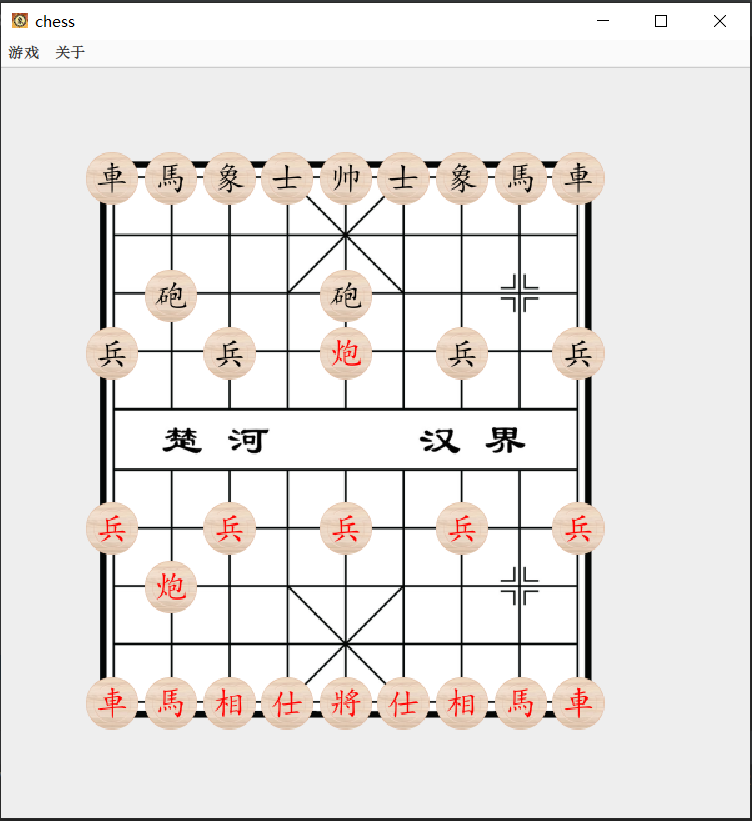 chess
游戏 关于
車 馬 象 士 帅 士 象 馬 車
砲 砲
兵 兵 炮 兵 兵
楚 河 汉 界
兵 兵 兵 兵 兵
炮
車 馬 相 仕 將 仕 相 馬 車